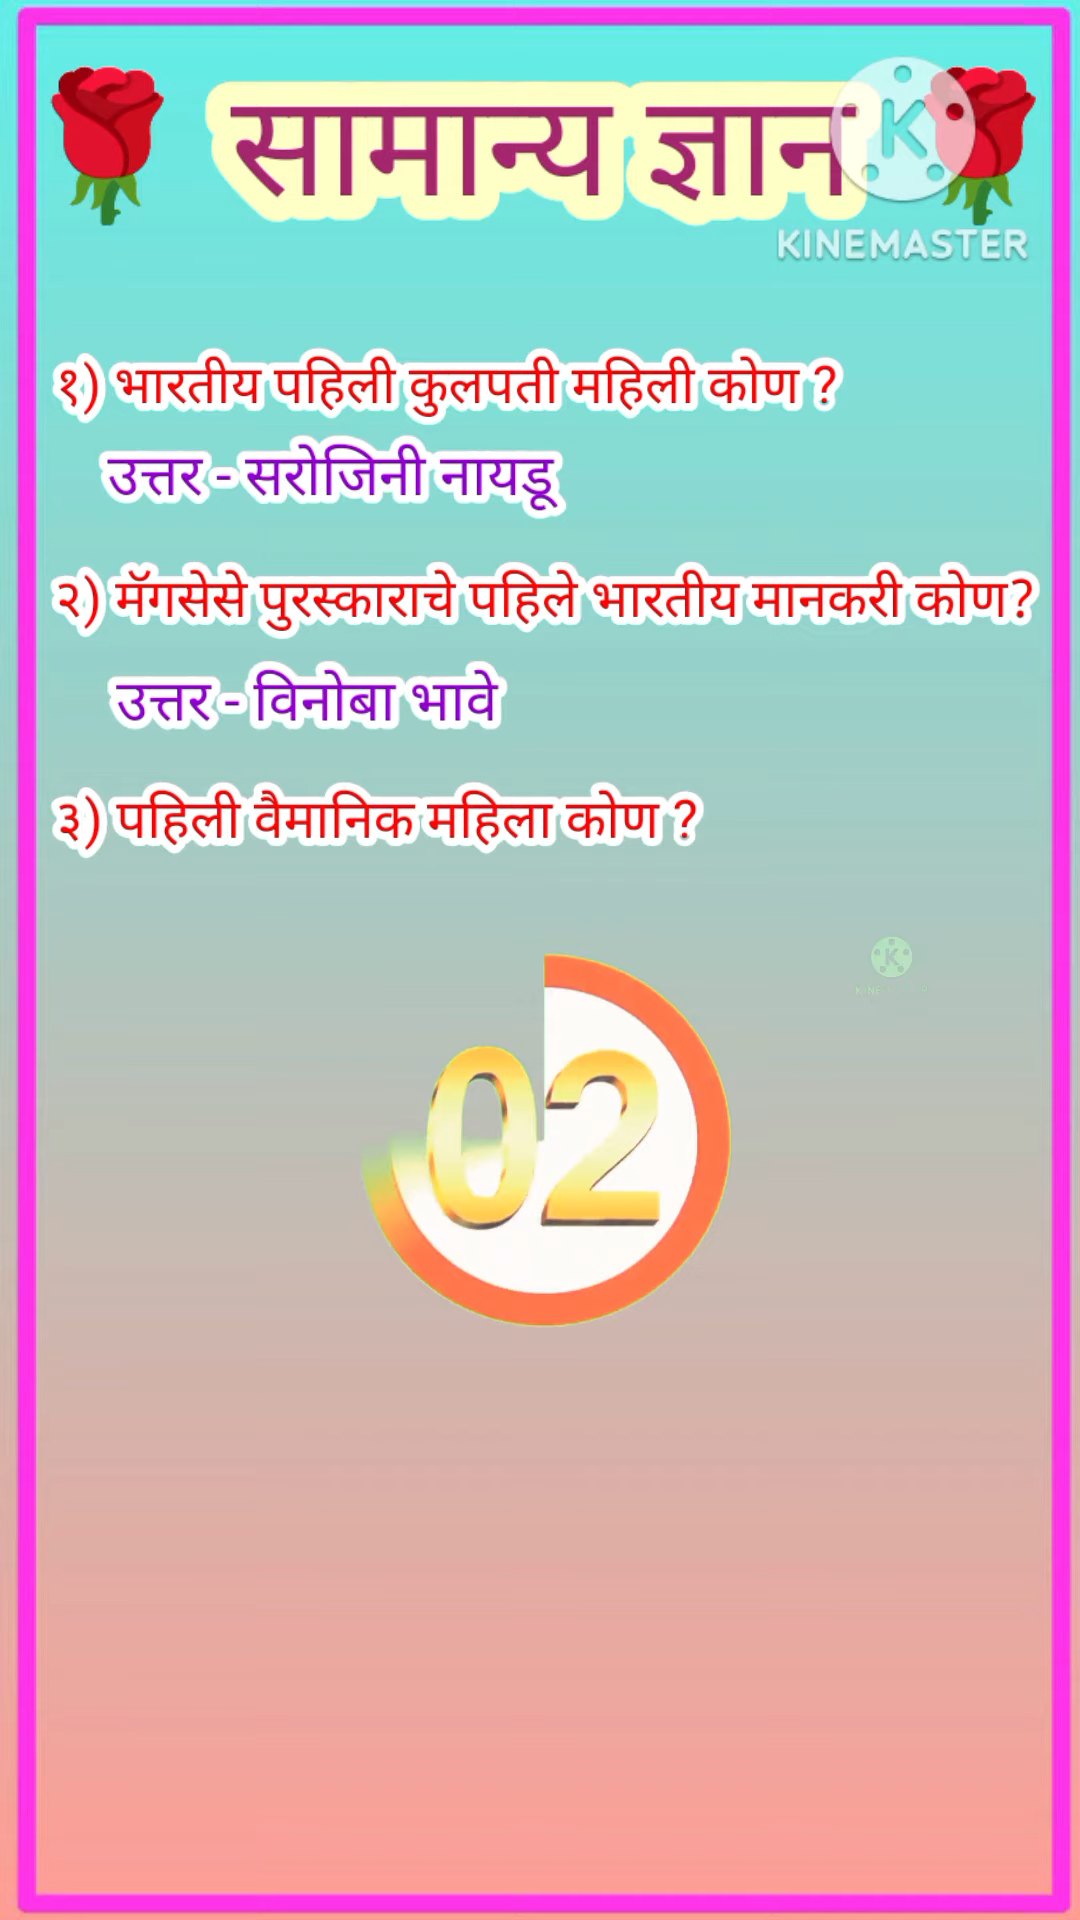 सामान्य ज्ञान
KINEMASTER
१) भारतीय पहिली कुलपती महिली कोण ?
उत्तर - सरोजिनी नायडू
२) मॅगसेसे पुरस्काराचे पहिले भारतीय मानकरी कोण?
उत्तर - विनोबा भावे
३) पहिली वैमानिक महिला कोण ?
02